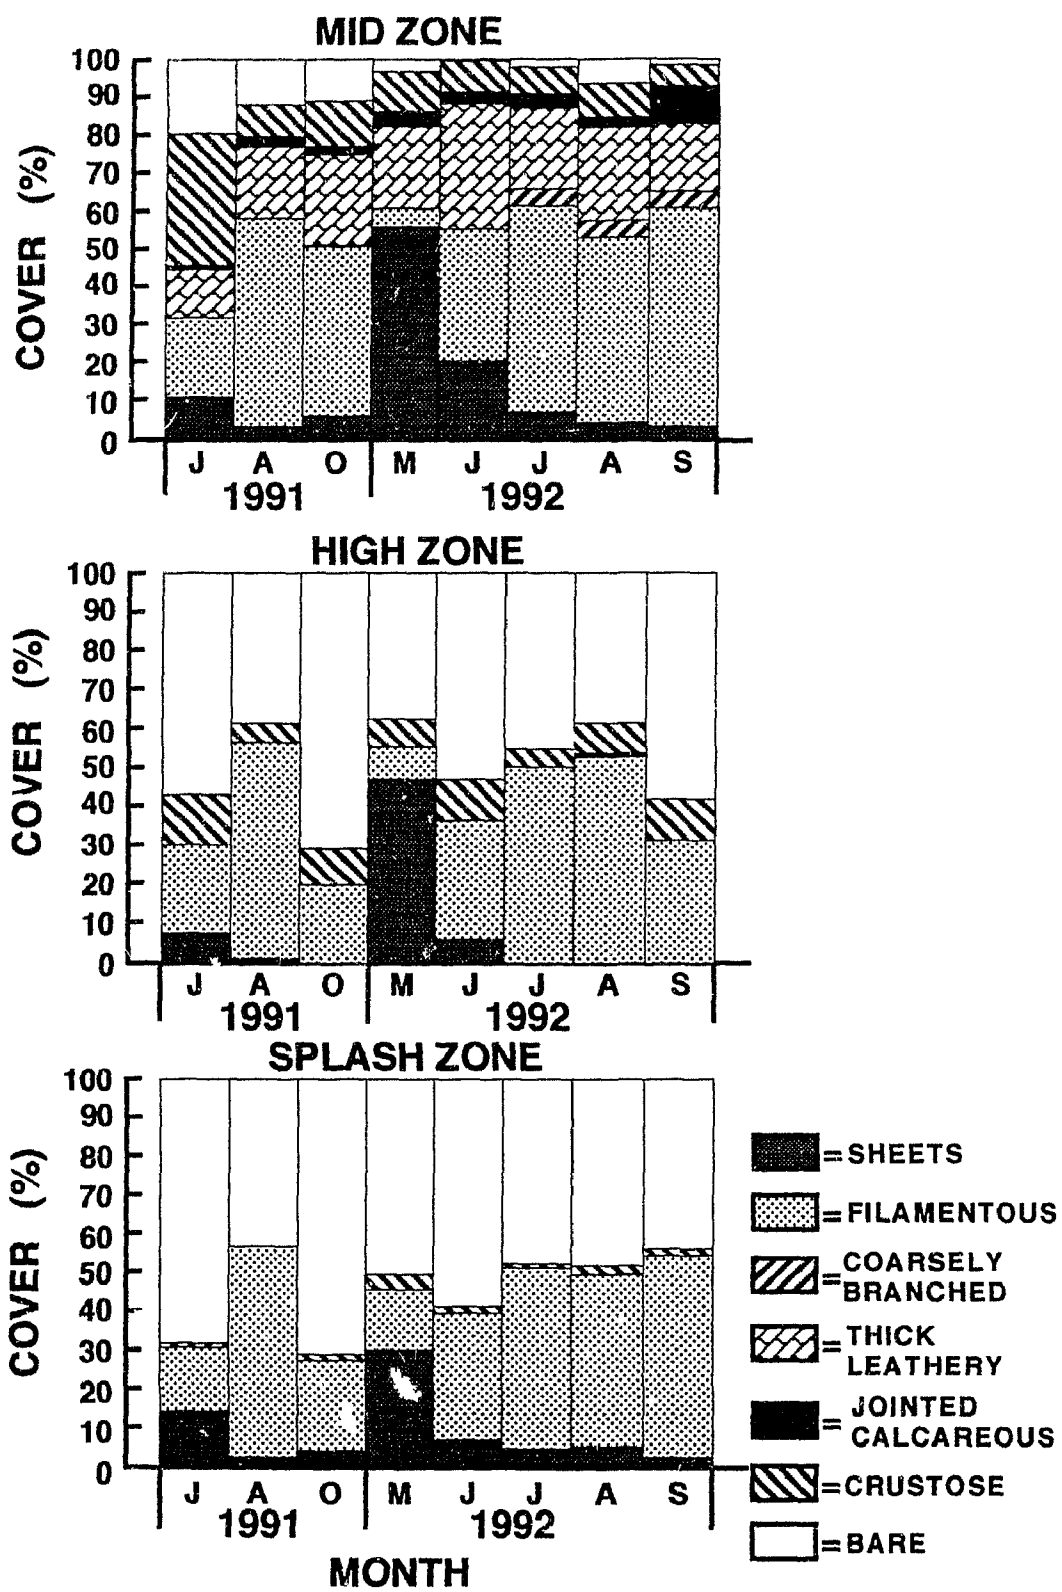 MID ZONE
100
90
80
70
60
50
40
30
20
10
0
COVER (%)
J A O M J J A S
1991 1992
HIGH ZONE
100
90
80
70
60
50
40
30
20
10
0
COVER (%)
J A O M J J A S
1991 1992
SPLASH ZONE
100
90
80
70
60
50
40
30
20
10
0
COVER (%)
J A O M J J A S
1991 1992
MONTH
=SHEETS
=FILAMENTOUS
=COARSELY
BRANCHED
=THICK
LEATHERY
=JOINTED
CALCAREOUS
=CRUSTOSE
=BARE